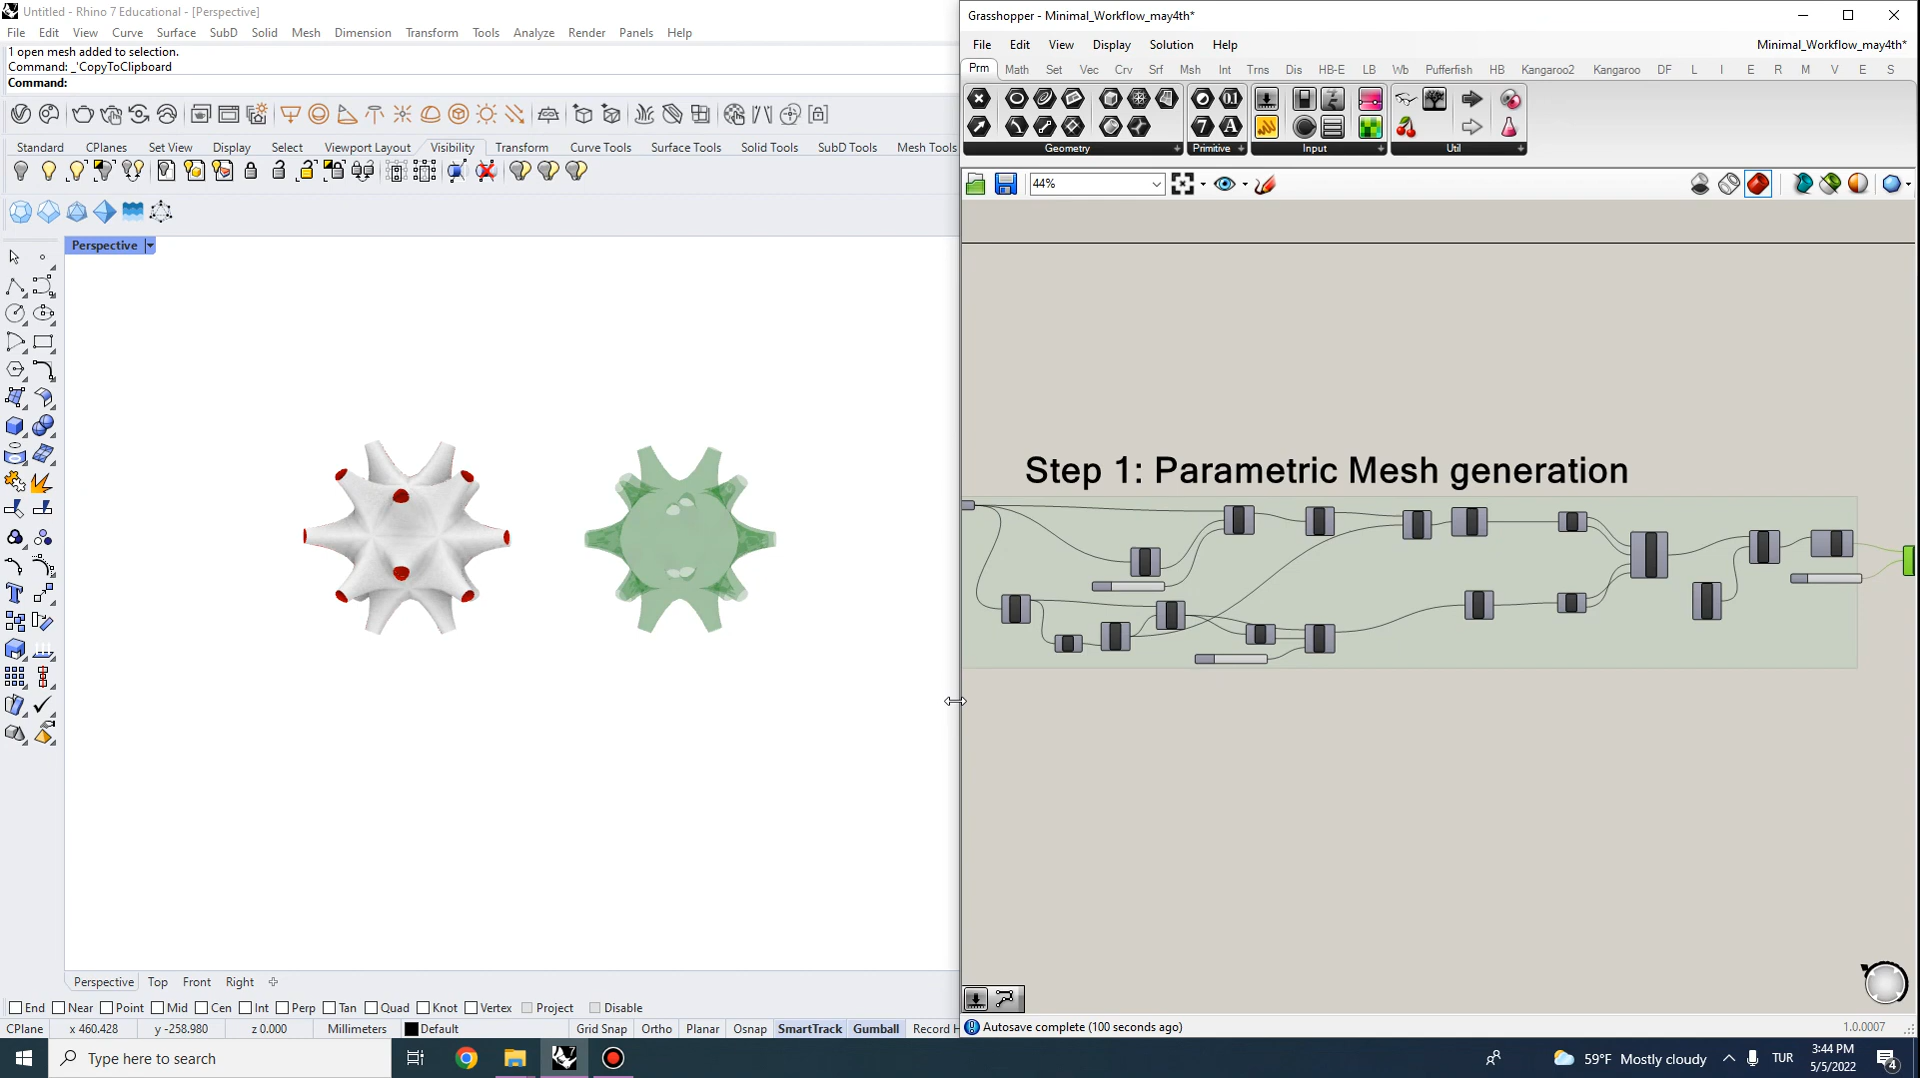 Untitled - Rhino 7 Educational - [Perspective]
File Edit View Curve Surface SubD Solid Mesh Dimension Transform Tools Analyze Render Panels Help
1 open mesh added to selection.
Command: _'CopyToClipboard
Command:
Standard CPlanes Set View Display Select Viewport Layout Visibility Transform Curve Tools Surface Tools Solid Tools SubD Tools Mesh Tools
Perspective
Perspective Top Front Right
End Near Point Mid Cen Int Perp Tan Quad Knot Vertex Project Disable
CPlane x 460.428 y -258.980 z 0.000 Millimeters Default Grid Snap Ortho Planar Osnap SmartTrack Gumball Record H
Grasshopper - Minimal_Workflow_may4th*
File Edit View Display Solution Help Minimal_Workflow_may4th*
Prm Math Set Vec Crv Srf Msh Int Trns Dis HB-E LB Wb Pufferfish HB Kangaroo2 Kangaroo DF L I E R M V E S
Geometry Primitive Input Util
44%
Step 1: Parametric Mesh generation
Autosave complete (100 seconds ago) 1.0.0007
Type here to search 59°F Mostly cloudy TUR 3:44 PM
5/5/2022 4